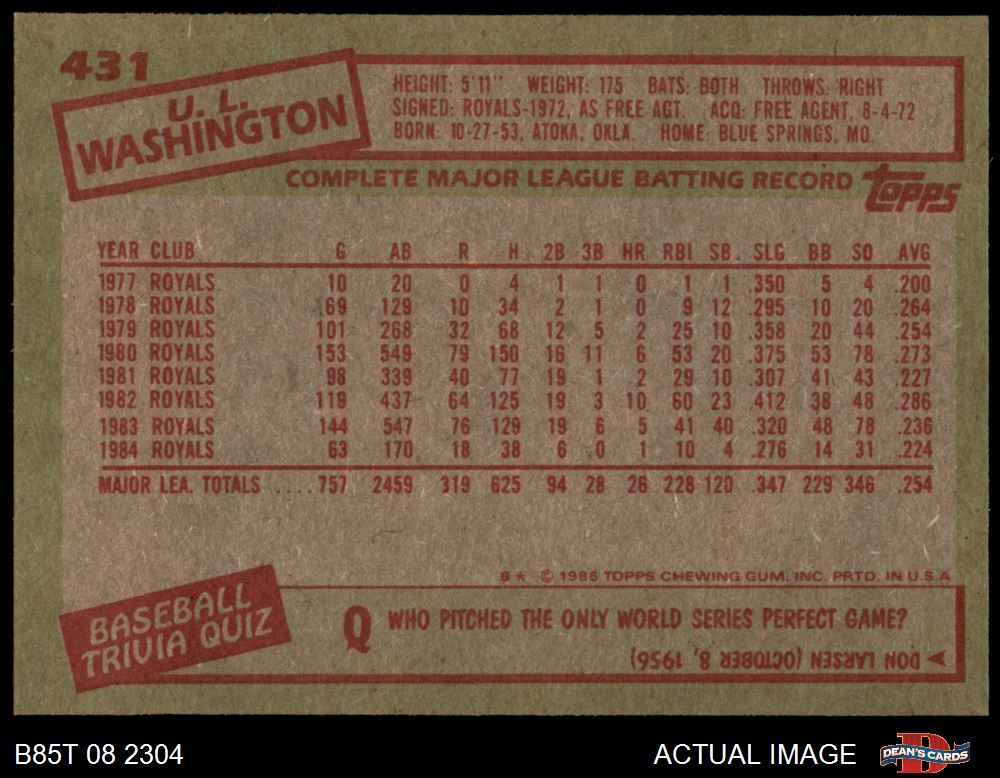 431
U. L.
WASHINGTON
HEIGHT: 5'11" WEIGHT: 175 BATS: BOTH THROWS: RIGHT
SIGNED: ROYALS-1972, AS FREE AGT. ACQ: FREE AGENT, 8-4-72
BORN: 10-27-53, ATOKA, OKLA. HOME: BLUE SPRINGS, MO.
COMPLETE MAJOR LEAGUE BATTING RECORD topps
YEAR CLUB G AB R H 2B 3B HR RBI SB SLG BB SO AVG
1977 ROYALS 10 20 0 4 1 1 0 1 1 .350 5 4 .200
1978 ROYALS 69 129 10 34 2 1 0 9 12 .295 10 20 .264
1979 ROYALS 101 268 32 68 12 5 2 25 10 .358 20 44 .254
1980 ROYALS 153 549 79 150 16 11 6 53 20 .375 53 78 .273
1981 ROYALS 98 339 40 77 19 1 2 29 10 .307 41 43 .227
1982 ROYALS 119 437 64 125 19 3 10 60 23 .412 38 48 .286
1983 ROYALS 144 547 76 129 19 6 5 41 40 .320 48 78 .236
1984 ROYALS 63 170 18 38 6 0 1 10 4 .276 14 31 .224
MAJOR LEA. TOTALS .... 757 2459 319 625 94 28 26 228 120 .347 229 346 .254
B★ © 1985 TOPPS CHEWING GUM, INC. PRTD. IN U.S.A
BASEBALL
TRIVIA QUIZ
Q WHO PITCHED THE ONLY WORLD SERIES PERFECT GAME?
DON LARSEN (OCTOBER 8, 1956)
B85T 08 2304 ACTUAL IMAGE DEAN'S CARDS